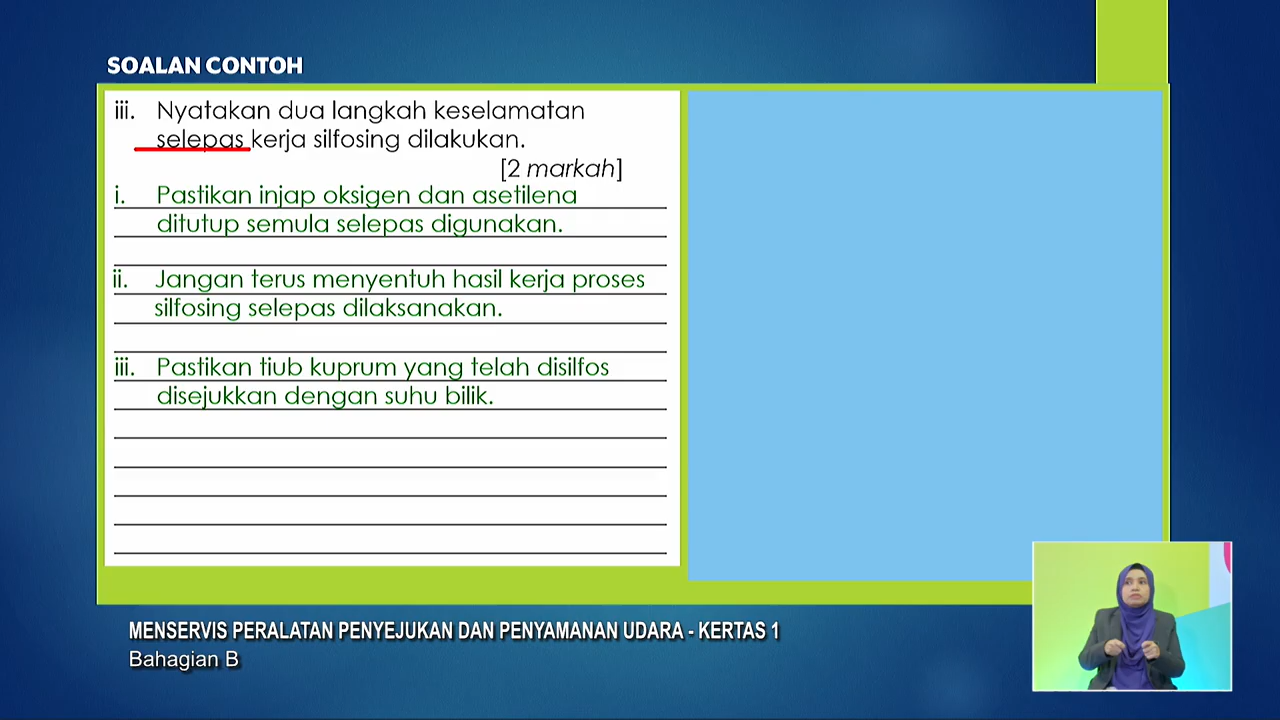 SOALAN CONTOH
iii. Nyatakan dua langkah keselamatan
selepas kerja silfosing dilakukan.
[2 markah]
i. Pastikan injap oksigen dan asetilena
ditutup semula selepas digunakan.
ii. Jangan terus menyentuh hasil kerja proses
silfosing selepas dilaksanakan.
iii. Pastikan tiub kuprum yang telah disilfos
disejukkan dengan suhu bilik.
MENSERVIS PERALATAN PENYEJUKAN DAN PENYAMANAN UDARA - KERTAS 1
Bahagian B